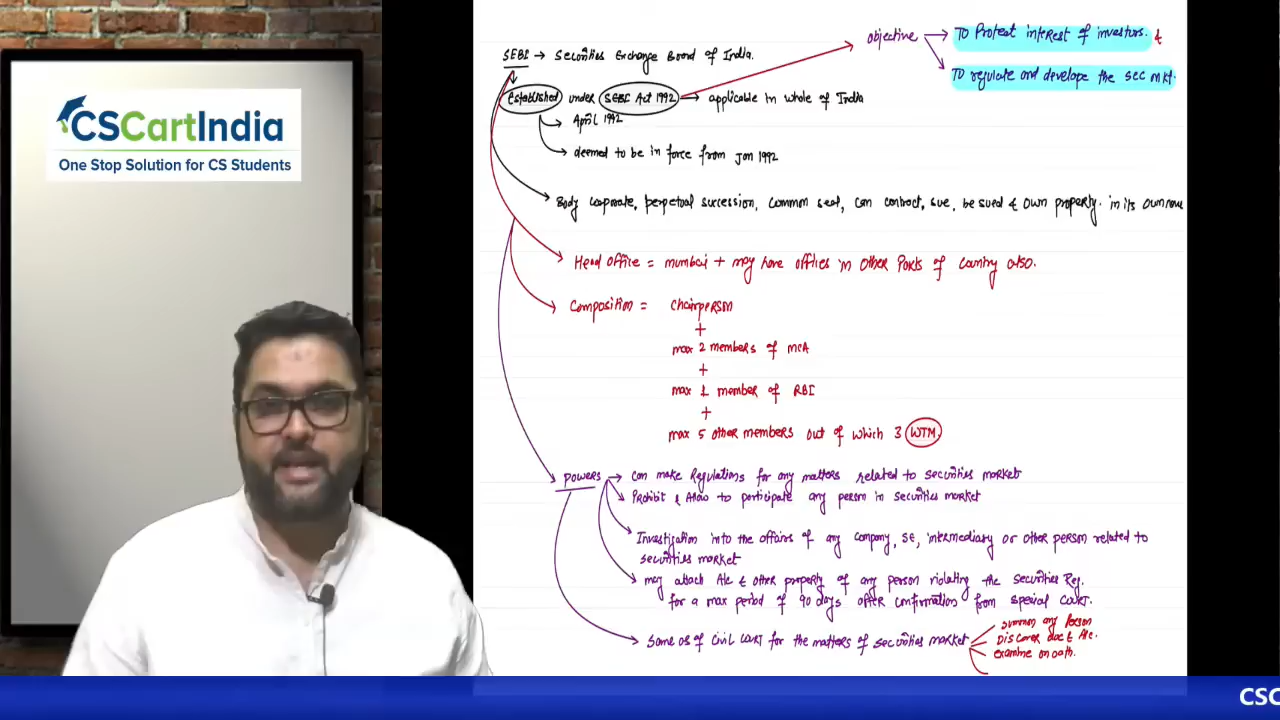 CSCartIndia
One Stop Solution for CS Students
SEBI → Securities Exchange Board of India.
Established under SEBI Act 1992 → applicable in whole of India
objective → To Protest interest of investors. &
→ To regulate and develope the sec mkt.
→ April 1992
→ deemed to be in force from Jan 1992
→ Body Corporate, perpetual succession, common seal, can contract, sue, be sued & own property. in its own name
→ Head office = mumbai + may have offices in other Parts of Country also.
→ Composition = Chairperson
+
max 2 members of MCA
+
max 1 member of RBI
+
max 5 other members out of which 3 WTM
POWERS → Can make Regulations for any matters related to securities market
→ Prohibit & Allow to participate any person in securities market
→ Investigation into the affairs of any company, SE, intermediary or other person related to
securities market
→ may attach A/c & other property of any person violating the Securities Reg.
for a max period of 90 days after confirmation from special Court.
→ Same as of Civil Court for the matters of securities market
summon any Person
Discover doc & A/c.
examine on oath.
CSC